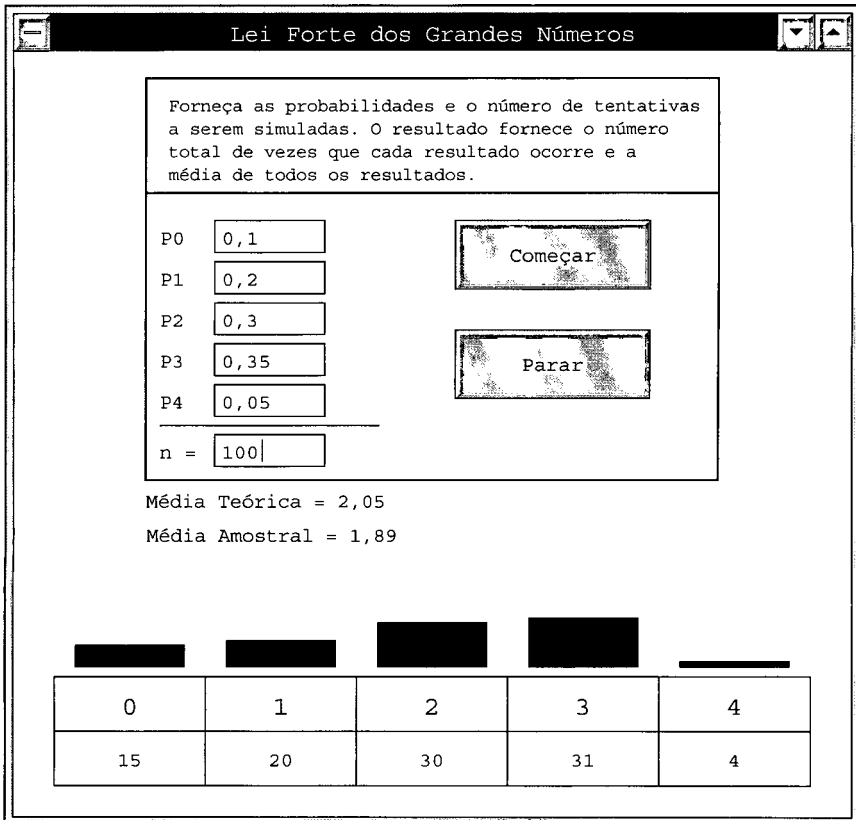 Lei Forte dos Grandes Números
Forneça as probabilidades e o número de tentativas
a serem simuladas. O resultado fornece o número
total de vezes que cada resultado ocorre e a
média de todos os resultados.
P0 0,1
P1 0,2
P2 0,3
P3 0,35
P4 0,05
n = 100
Começar
Parar
Média Teórica = 2,05
Média Amostral = 1,89
0 1 2 3 4
15 20 30 31 4